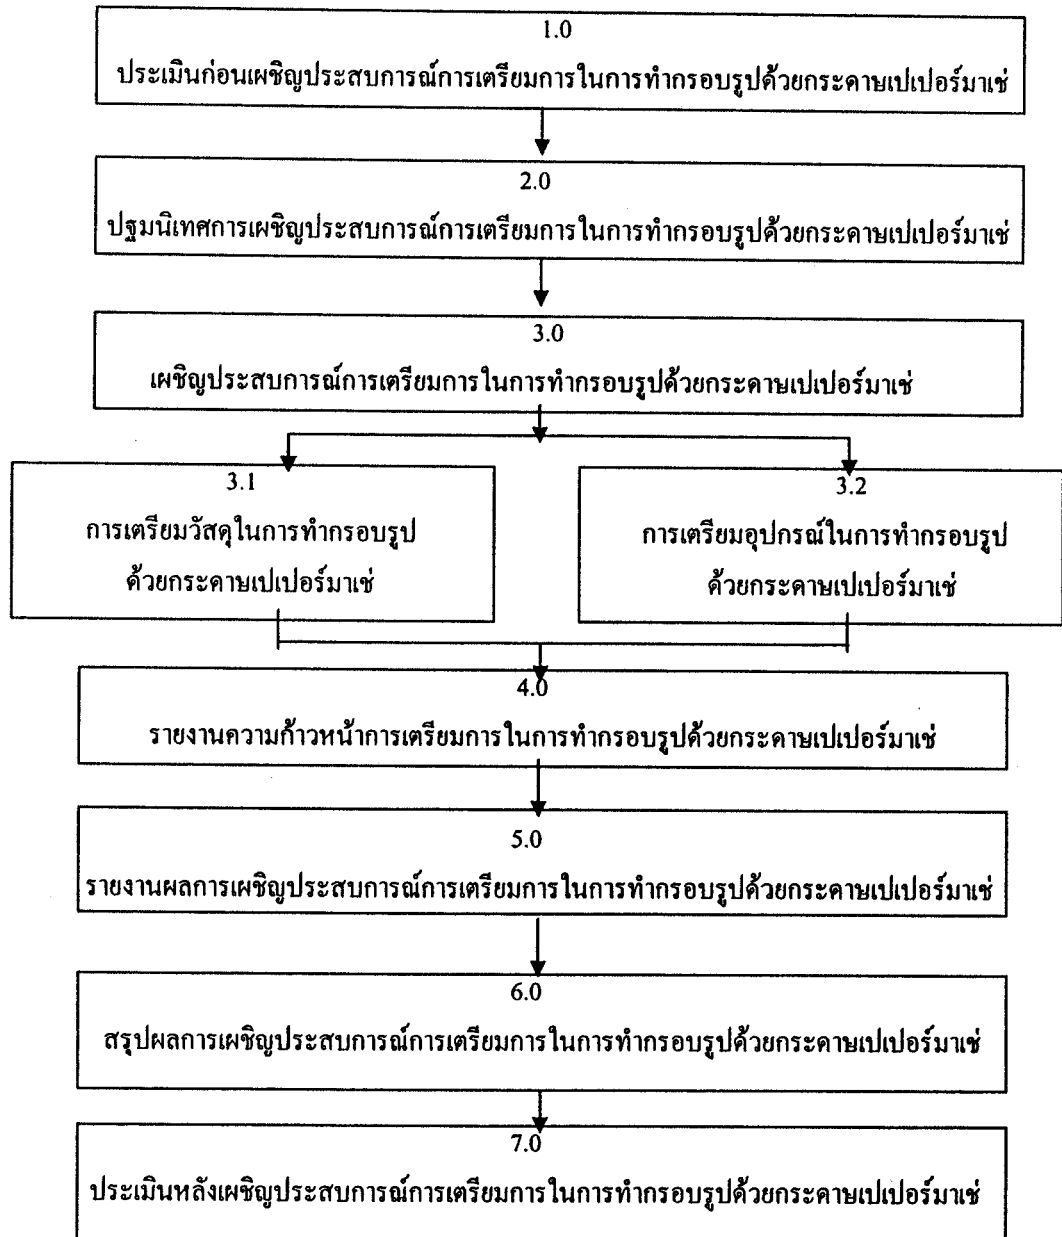 1.0
ประเมินก่อนเผชิญประสบการณ์การเตรียมการในการทำกรอบรูปด้วยกระดาษเปเปอร์มาเช่
2.0
ปฐมนิเทศการเผชิญประสบการณ์การเตรียมการในการทำกรอบรูปด้วยกระดาษเปเปอร์มาเช่
3.0
เผชิญประสบการณ์การเตรียมการในการทำกรอบรูปด้วยกระดาษเปเปอร์มาเช่
3.1
การเตรียมวัสดุในการทำกรอบรูป
ด้วยกระดาษเปเปอร์มาเช่
3.2
การเตรียมอุปกรณ์ในการทำกรอบรูป
ด้วยกระดาษเปเปอร์มาเช่
4.0
รายงานความก้าวหน้าการเตรียมการในการทำกรอบรูปด้วยกระดาษเปเปอร์มาเช่
5.0
รายงานผลการเผชิญประสบการณ์การเตรียมการในการทำกรอบรูปด้วยกระดาษเปเปอร์มาเช่
6.0
สรุปผลการเผชิญประสบการณ์การเตรียมการในการทำกรอบรูปด้วยกระดาษเปเปอร์มาเช่
7.0
ประเมินหลังเผชิญประสบการณ์การเตรียมการในการทำกรอบรูปด้วยกระดาษเปเปอร์มาเช่